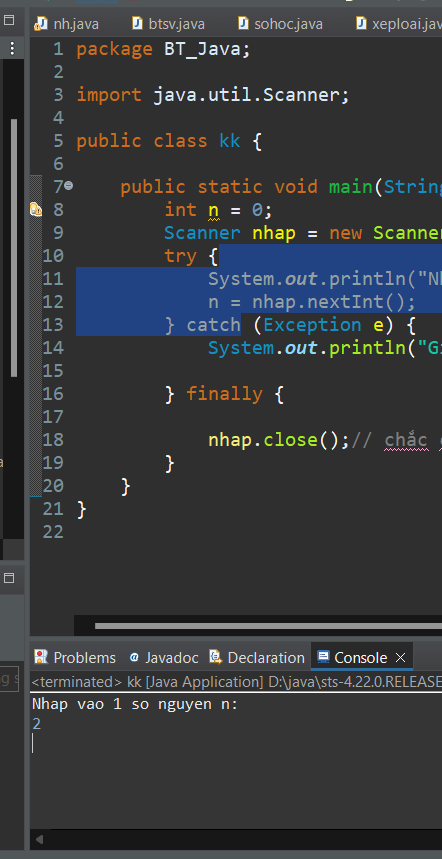 nh.java btsv.java sohoc.java xeploai.jav
1 package BT_Java;
2
3 import java.util.Scanner;
4
5 public class kk {
6
7 public static void main(String
8 int n = 0;
9 Scanner nhap = new Scanner
10 try {
11 System.out.println("N
12 n = nhap.nextInt();
13 } catch (Exception e) {
14 System.out.println("G
15
16 } finally {
17
18 nhap.close();// chắc
19 }
20 }
21 }
22
Problems Javadoc Declaration Console
<terminated> kk [Java Application] D:\java\sts-4.22.0.RELEASE
Nhap vao 1 so nguyen n:
2